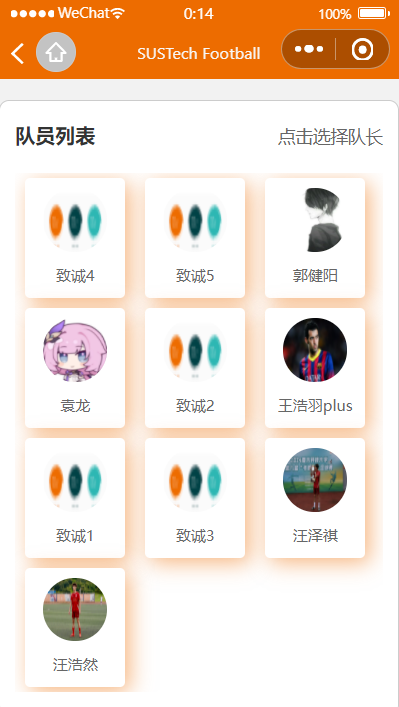 WeChat 0:14 100%
SUSTech Football
队员列表 点击选择队长
致诚4 致诚5 郭健阳
袁龙 致诚2 王浩羽plus
致诚1 致诚3 汪泽祺
汪浩然